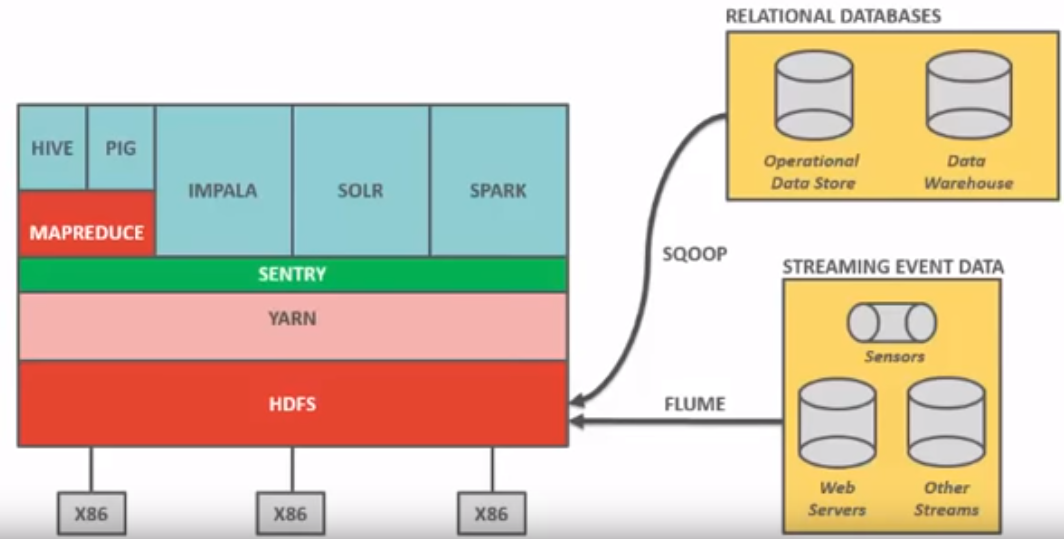 RELATIONAL DATABASES
Operational
Data Store
Data
Warehouse
HIVE
PIG
IMPALA
SOLR
SPARK
MAPREDUCE
SENTRY
YARN
HDFS
X86
X86
X86
SQOOP
FLUME
STREAMING EVENT DATA
Sensors
Web
Servers
Other
Streams